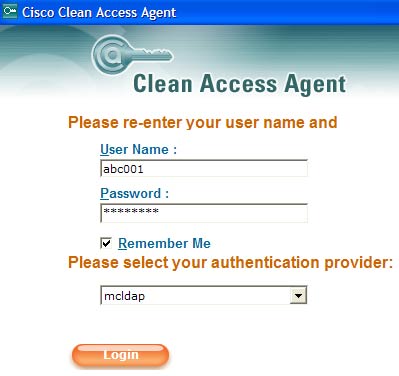 Cisco Clean Access Agent
Clean Access Agent
Please re-enter your user name and
User Name :
abc001
Password :
********
Remember Me
Please select your authentication provider:
mcldap
Login